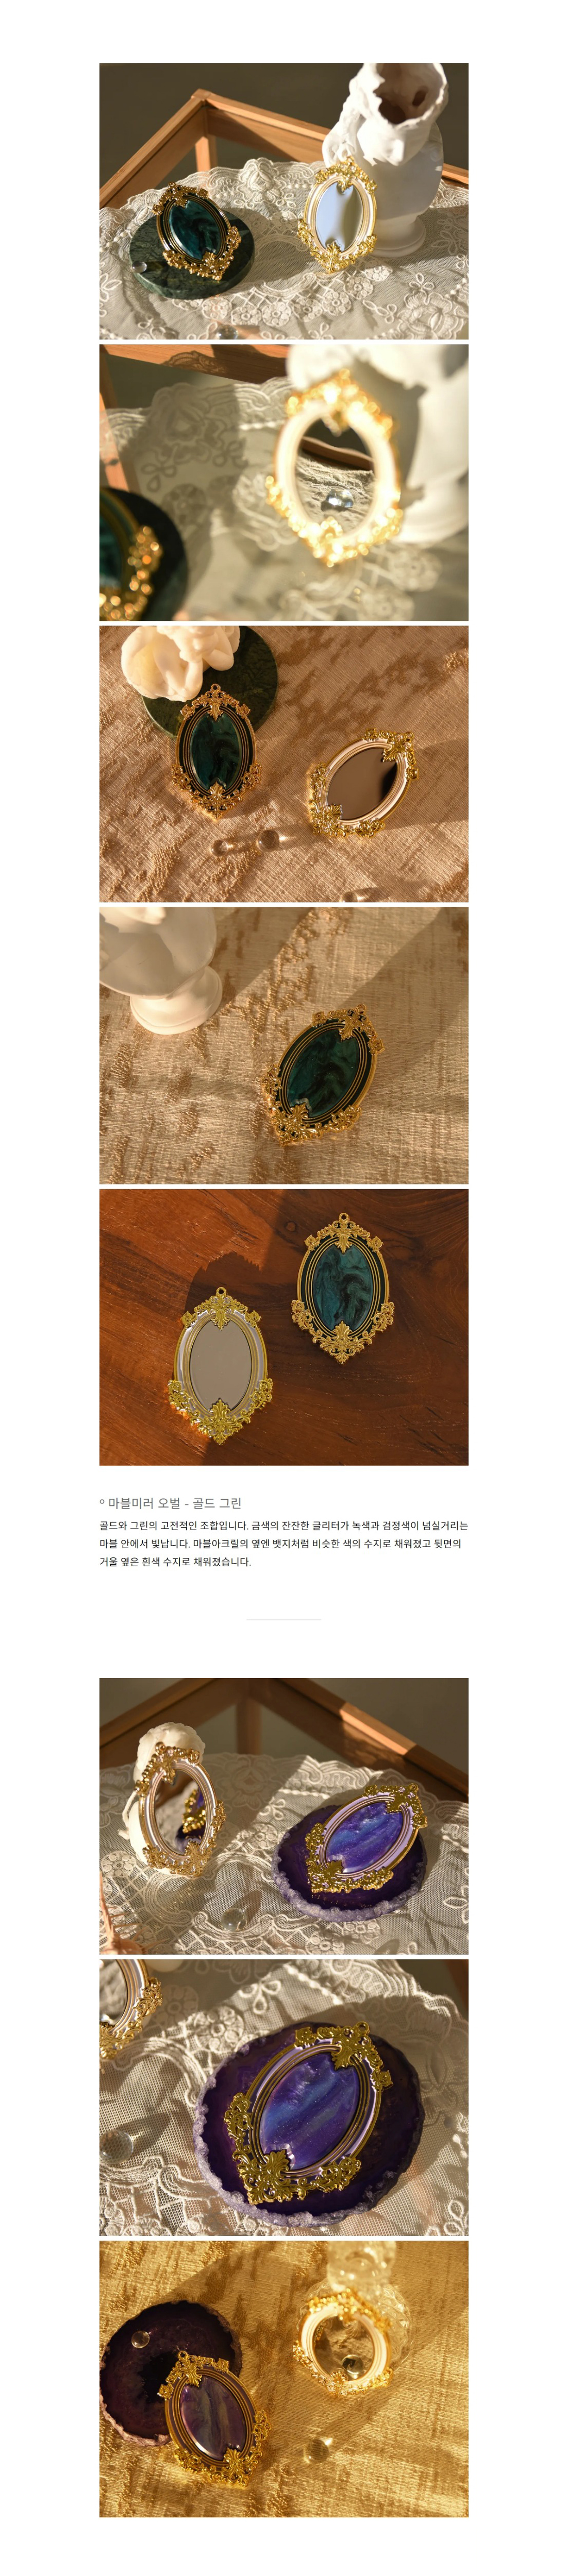 º 마블미러 오벌 - 골드 그린
골드와 그린의 고전적인 조합입니다. 금색의 잔잔한 글리터가 녹색과 검정색이 넘실거리는
마블 안에서 빛납니다. 마블아크릴의 옆엔 뱃지처럼 비슷한 색의 수지로 채워졌고 뒷면의
거울 옆은 흰색 수지로 채워졌습니다.